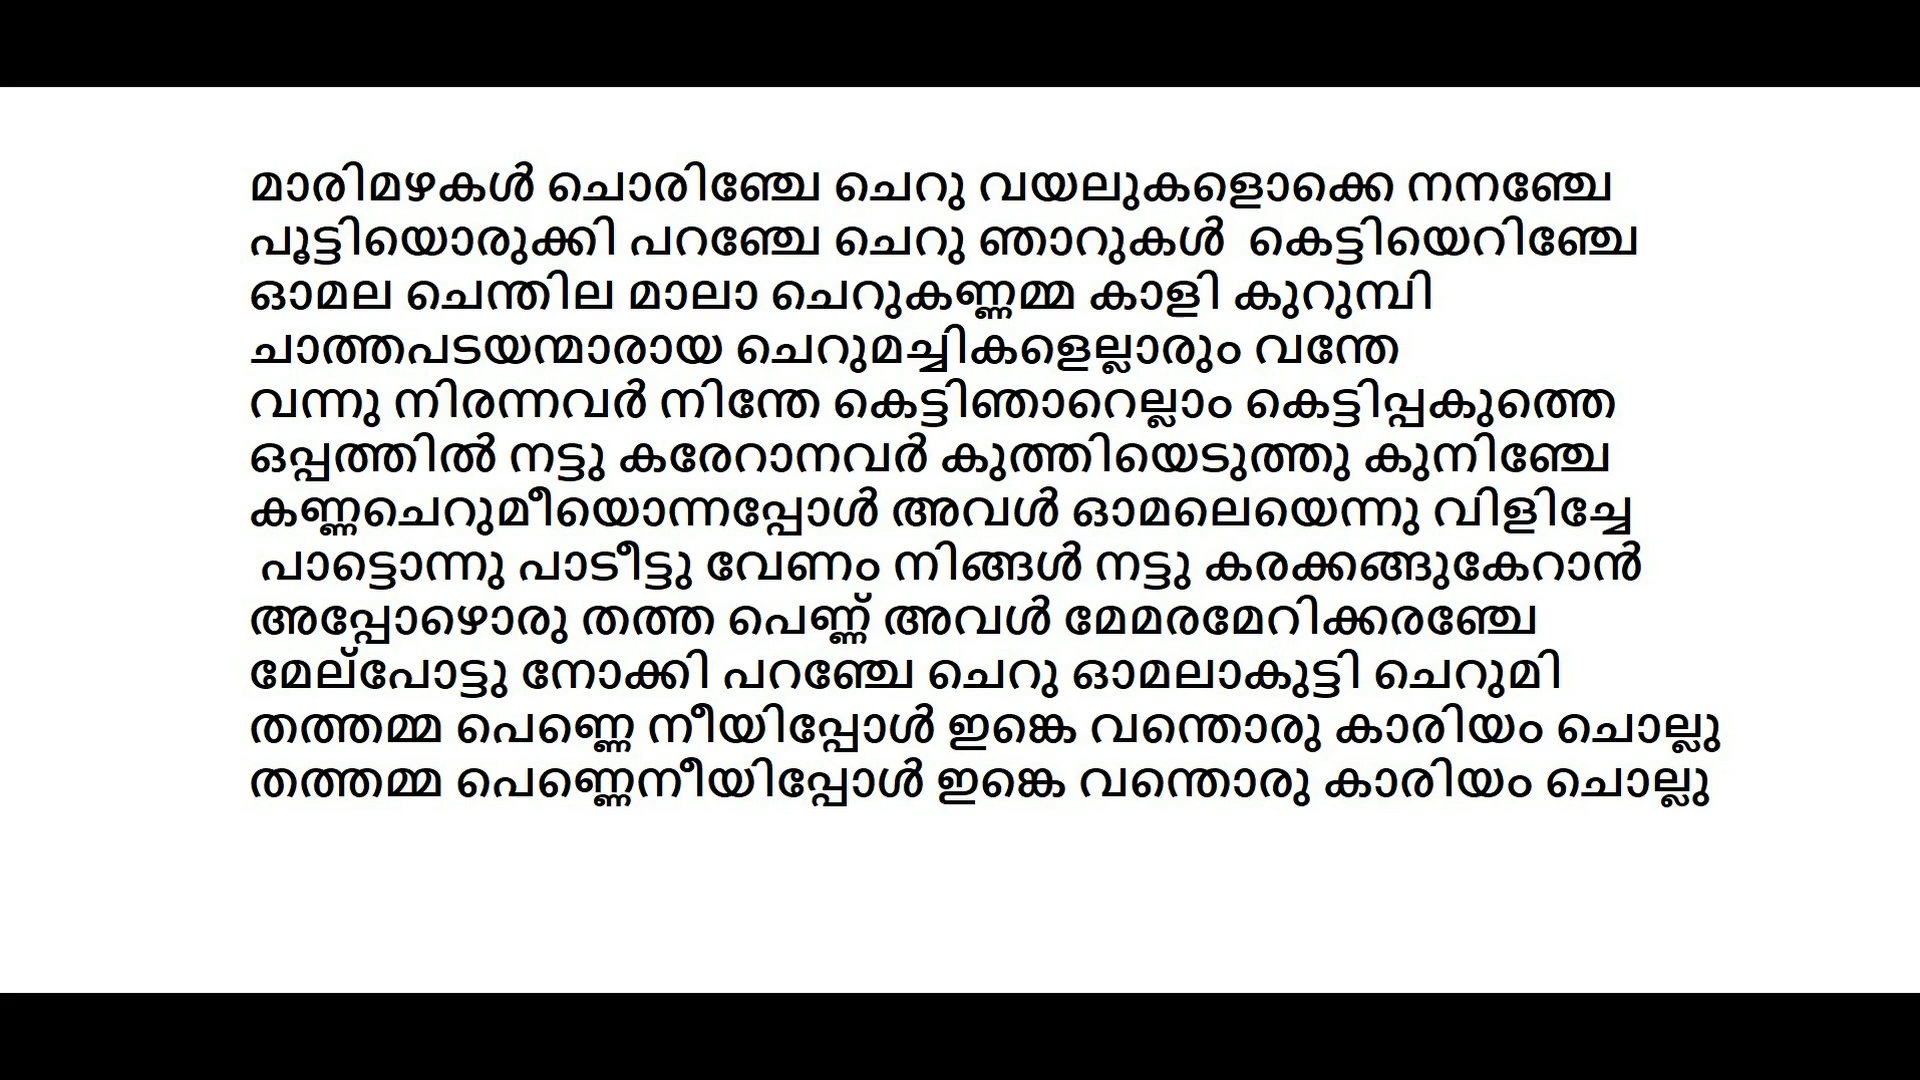 മാരിമഴകൾ ചൊരിഞ്ചേ ചെറു വയലുകളൊക്കെ നനഞ്ചേ
പൂട്ടിയൊരുക്കി പറഞ്ചേ ചെറു ഞാറുകൾ കെട്ടിയെറിഞ്ചേ
ഓമല ചെന്തില മാലാ ചെറുകണ്ണമ്മ കാളി കുറുമ്പി
ചാത്തപടയന്മാരായ ചെറുമച്ചികളെല്ലാരും വന്തേ
വന്നു നിരന്നവർ നിന്തേ കെട്ടിഞാറെല്ലാം കെട്ടിപ്പകുത്തെ
ഒപ്പത്തിൽ നട്ടു കരേറാനവർ കുത്തിയെടുത്തു കുനിഞ്ചേ
കണ്ണചെറുമീയൊന്നപ്പോൾ അവൾ ഓമലെയെന്നു വിളിച്ചേ
പാട്ടൊന്നു പാടീട്ടു വേണം നിങ്ങൾ നട്ടു കരക്കങ്ങുകേറാൻ
അപ്പോഴൊരു തത്ത പെണ്ണ് അവൾ മേമരമേറിക്കരഞ്ചേ
മേല്പോട്ടു നോക്കി പറഞ്ചേ ചെറു ഓമലാകുട്ടി ചെറുമി
തത്തമ്മ പെണ്ണെ നീയിപ്പോൾ ഇങ്കെ വന്തൊരു കാരിയം ചൊല്ലു
തത്തമ്മ പെണ്ണെനീയിപ്പോൾ ഇങ്കെ വന്തൊരു കാരിയം ചൊല്ലു